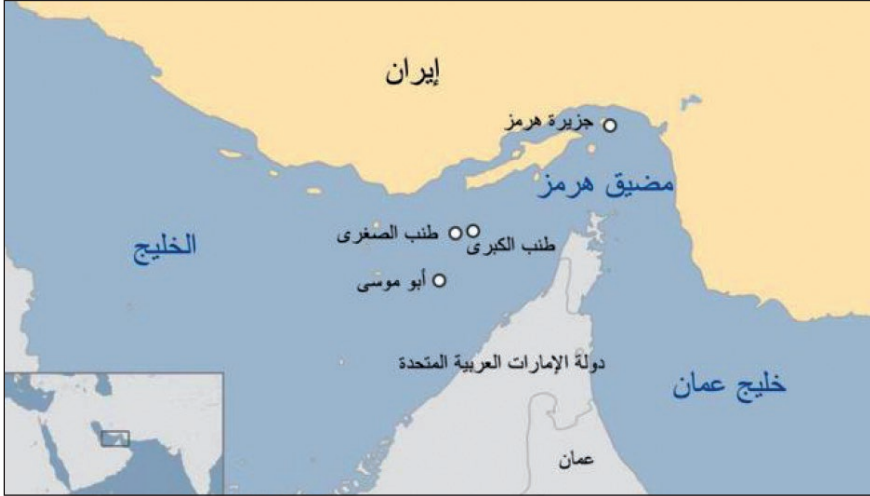 إيران
جزيرة هرمز
مضيق هرمز
طنب الصغرى
طنب الكبرى
الخليج
أبو موسى
دولة الإمارات العربية المتحدة
خليج عمان
عمان